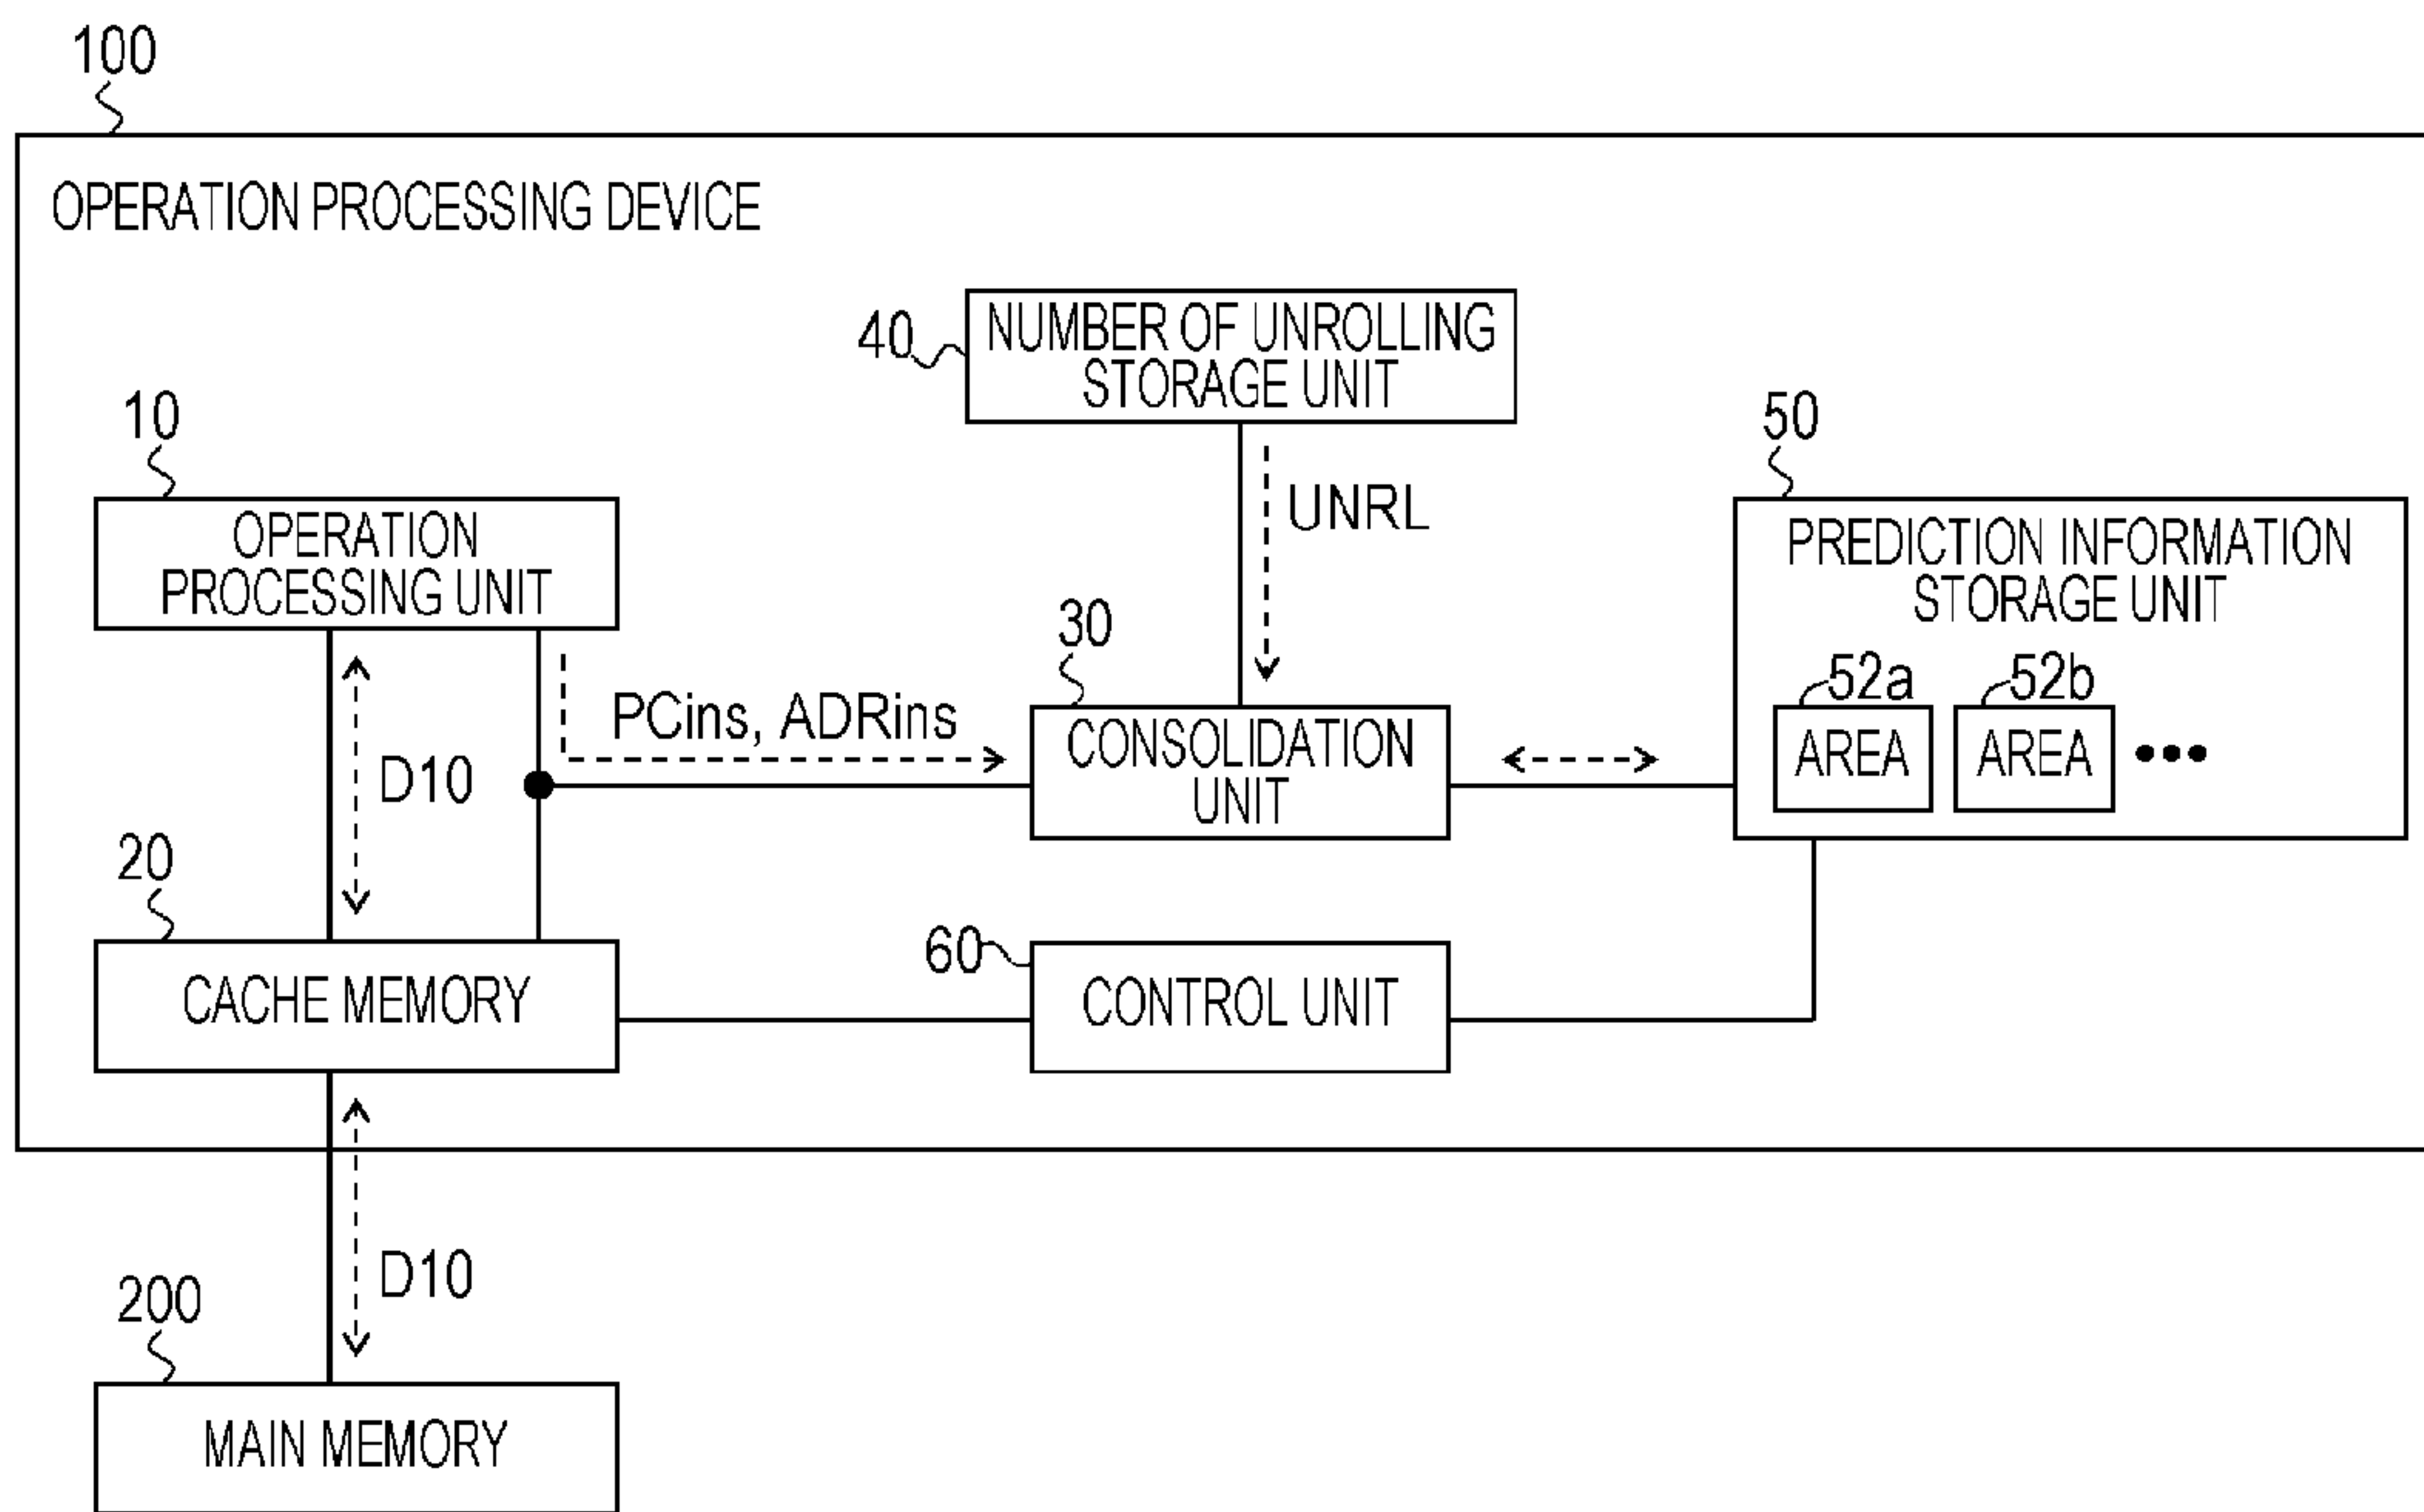 100
OPERATION PROCESSING DEVICE
40
NUMBER OF UNROLLING
STORAGE UNIT
10
OPERATION
PROCESSING UNIT
UNRL
50
PREDICTION INFORMATION
STORAGE UNIT
52a
AREA
52b
AREA
•••
30
CONSOLIDATION
UNIT
PCins, ADRins
D10
20
CACHE MEMORY
60
CONTROL UNIT
D10
200
MAIN MEMORY